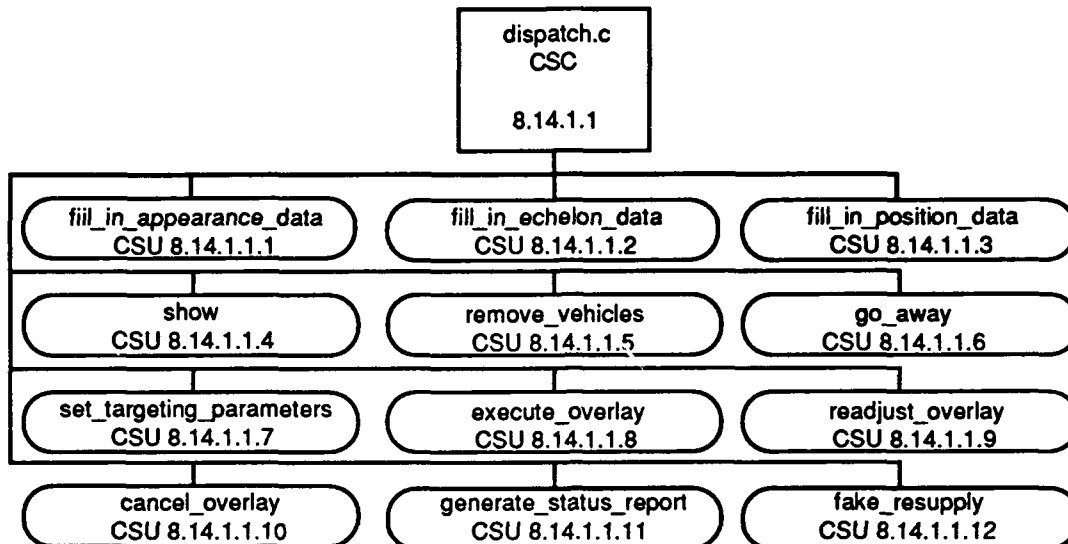 dispatch.c
CSC
8.14.1.1
fiil_in_appearance_data
CSU 8.14.1.1.1
fill_in_echelon_data
CSU 8.14.1.1.2
fill_in_position_data
CSU 8.14.1.1.3
show
CSU 8.14.1.1.4
remove_vehicles
CSU 8.14.1.1.5
go_away
CSU 8.14.1.1.6
set_targeting_parameters
CSU 8.14.1.1.7
execute_overlay
CSU 8.14.1.1.8
readjust_overlay
CSU 8.14.1.1.9
cancel_overlay
CSU 8.14.1.1.10
generate_status_report
CSU 8.14.1.1.11
fake_resupply
CSU 8.14.1.1.12